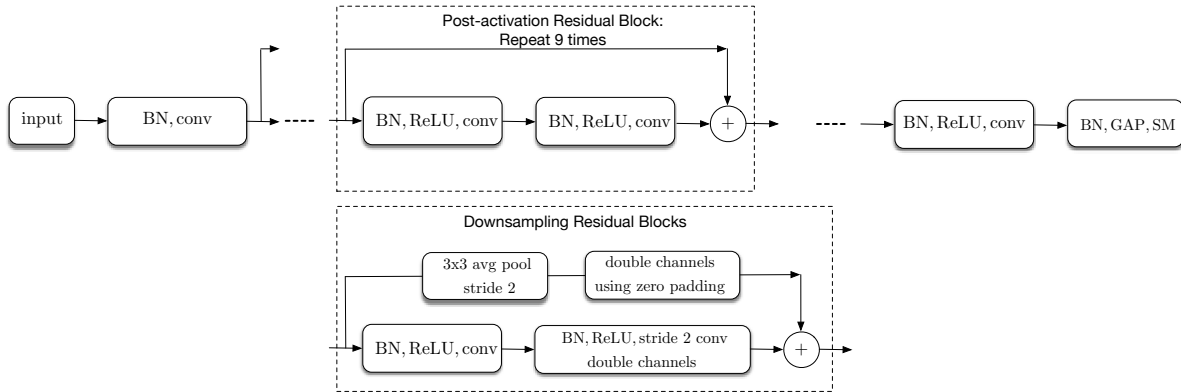 Post-activation Residual Block:
Repeat 9 times
input
BN, conv
BN, ReLU, conv
BN, ReLU, conv
+
BN, ReLU, conv
BN, GAP, SM
Downsampling Residual Blocks
3x3 avg pool
stride 2
double channels
using zero padding
BN, ReLU, conv
BN, ReLU, stride 2 conv
double channels
+